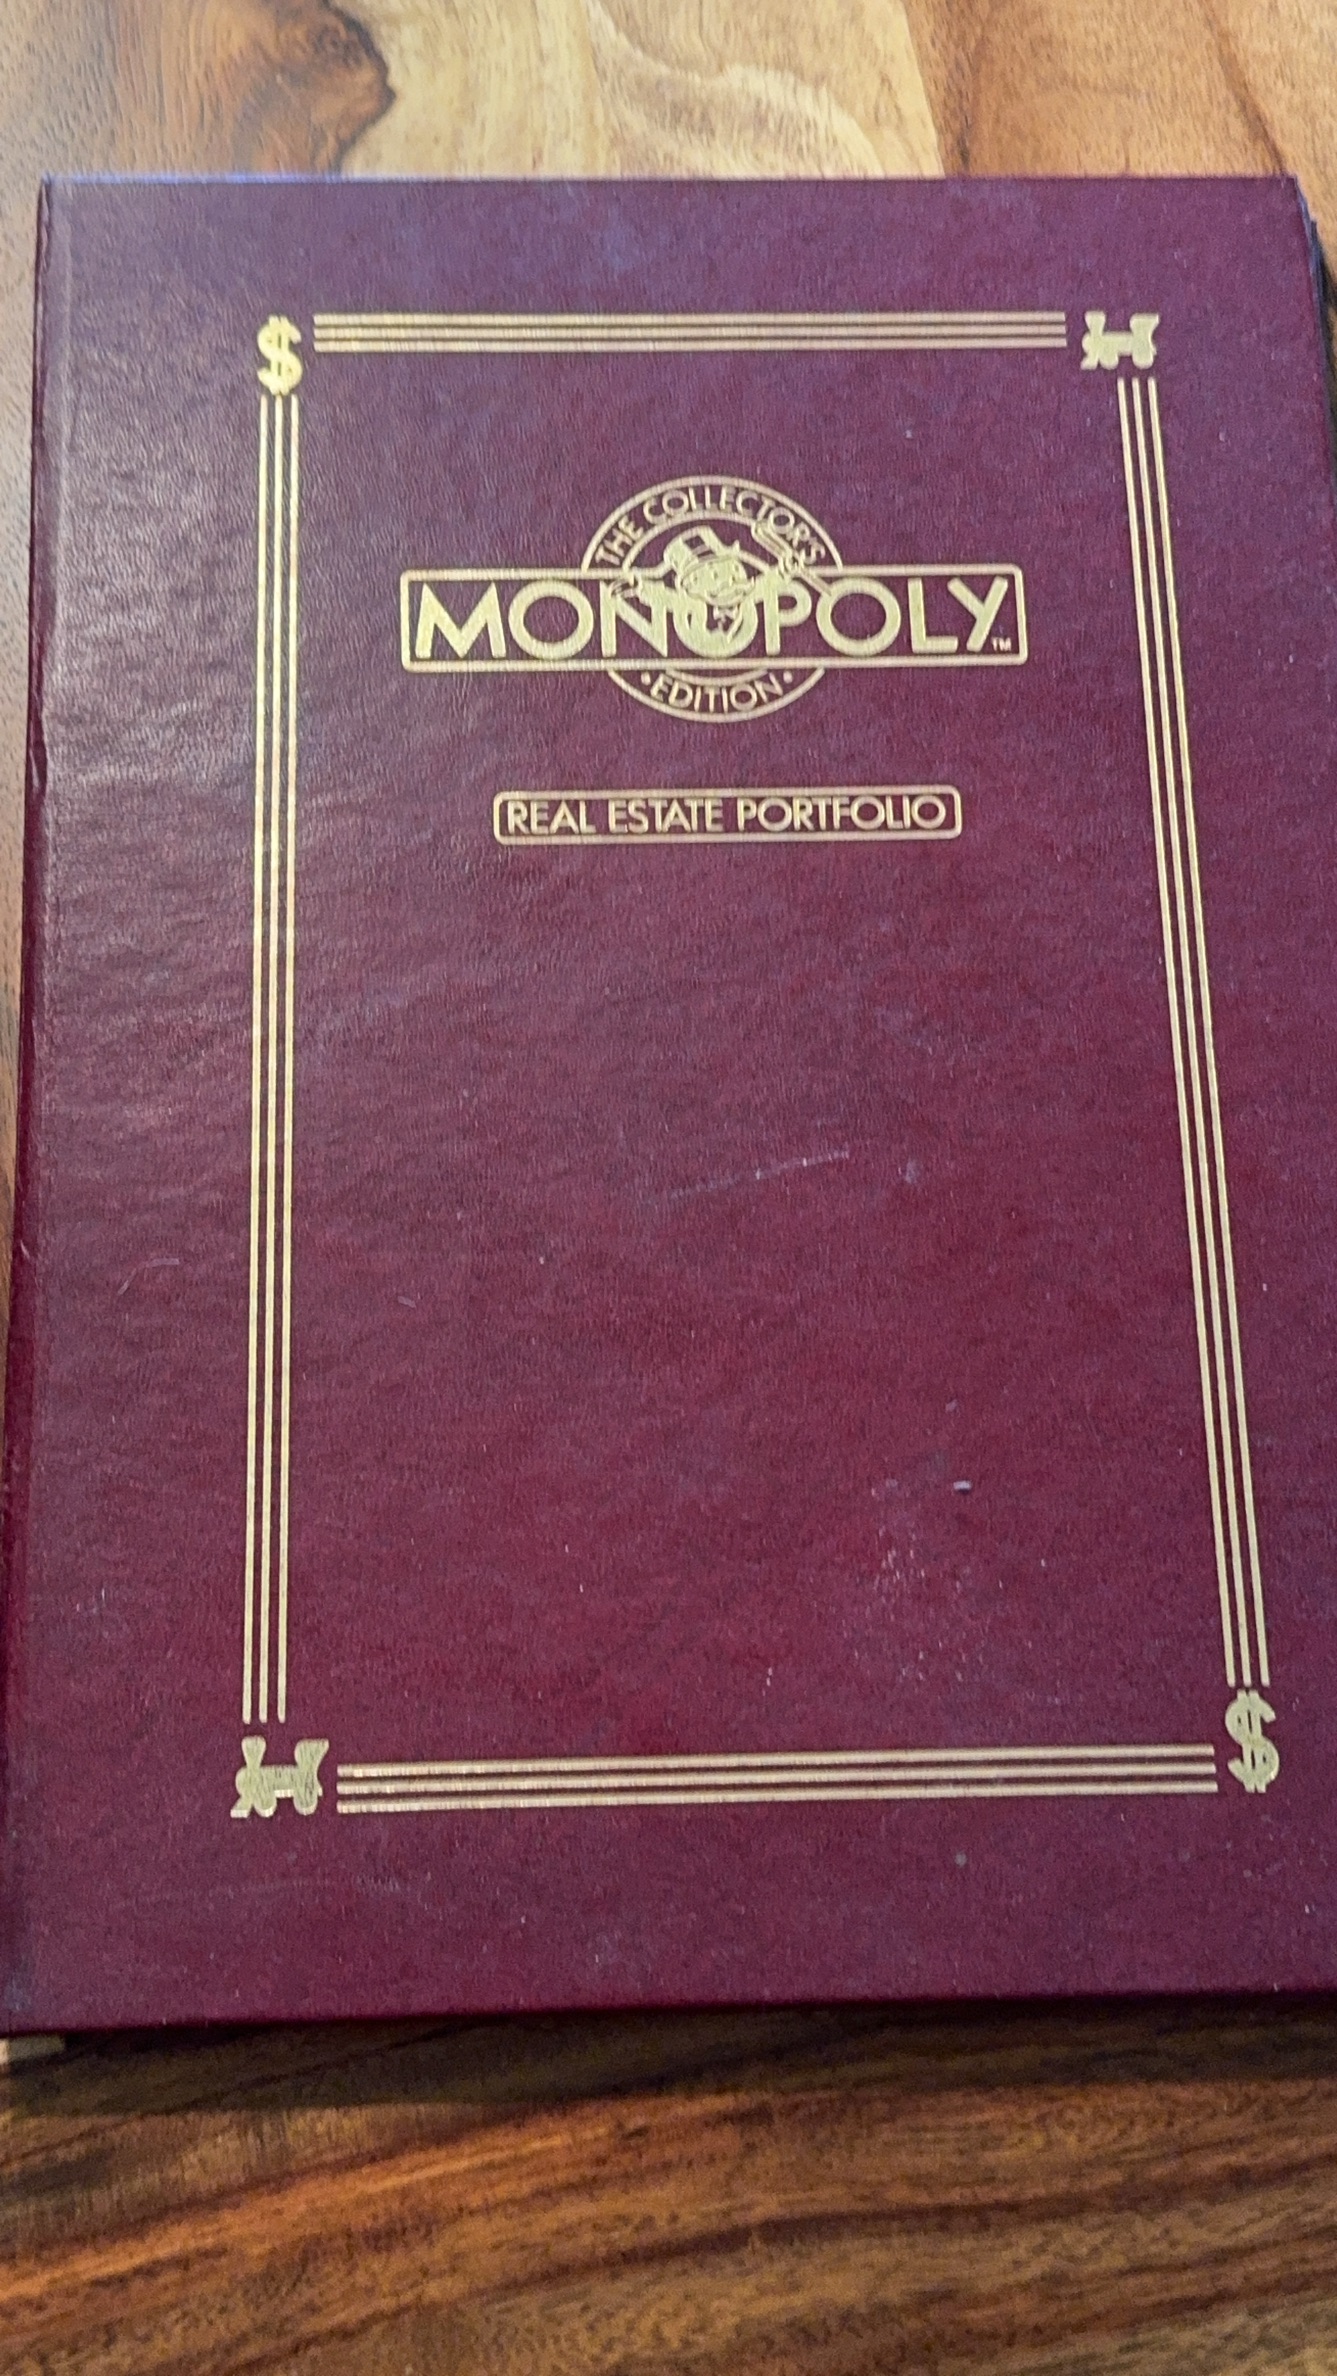 $
THE COLLECTOR'S
MONOPOLY™
•EDITION•
REAL ESTATE PORTFOLIO
$